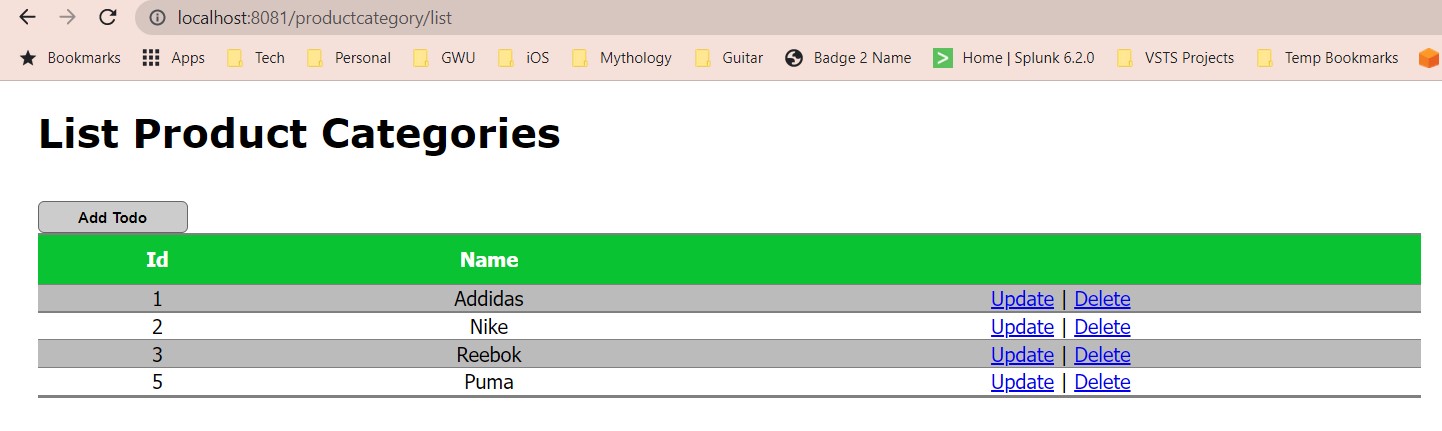 localhost:8081/productcategory/list
Bookmarks Apps Tech Personal GWU iOS Mythology Guitar Badge 2 Name Home | Splunk 6.2.0 VSTS Projects Temp Bookmarks
List Product Categories
Add Todo
Id Name
1 Addidas Update | Delete
2 Nike Update | Delete
3 Reebok Update | Delete
5 Puma Update | Delete